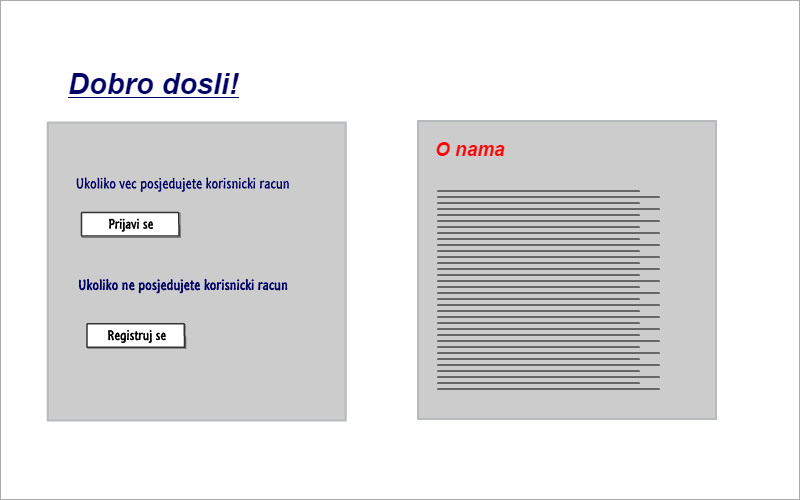 Dobro dosli!
Ukoliko vec posjedujete korisnicki racun
Prijavi se
Ukoliko ne posjedujete korisnicki racun
Registruj se
O nama